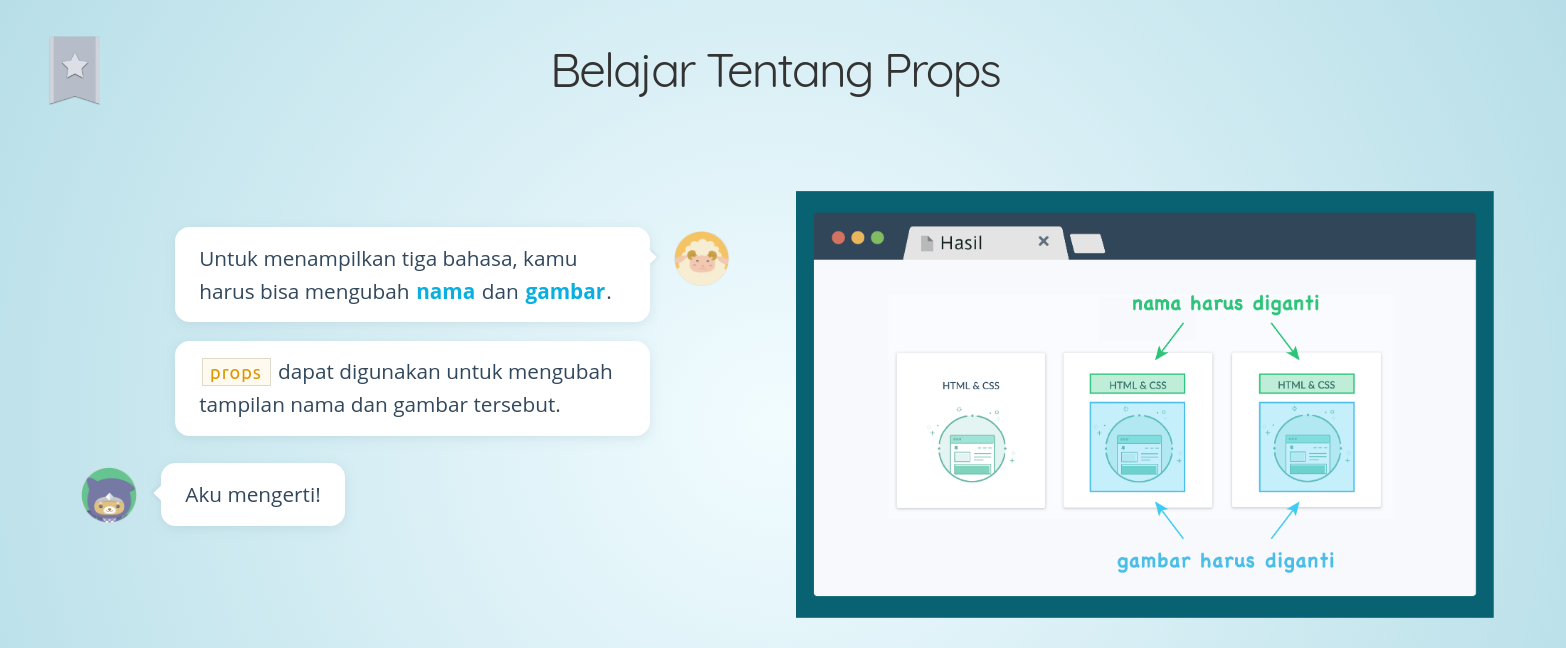 Belajar Tentang Props
Untuk menampilkan tiga bahasa, kamu
harus bisa mengubah nama dan gambar.
props dapat digunakan untuk mengubah
tampilan nama dan gambar tersebut.
Aku mengerti!
Hasil
nama harus diganti
HTML & CSS
HTML & CSS
HTML & CSS
gambar harus diganti